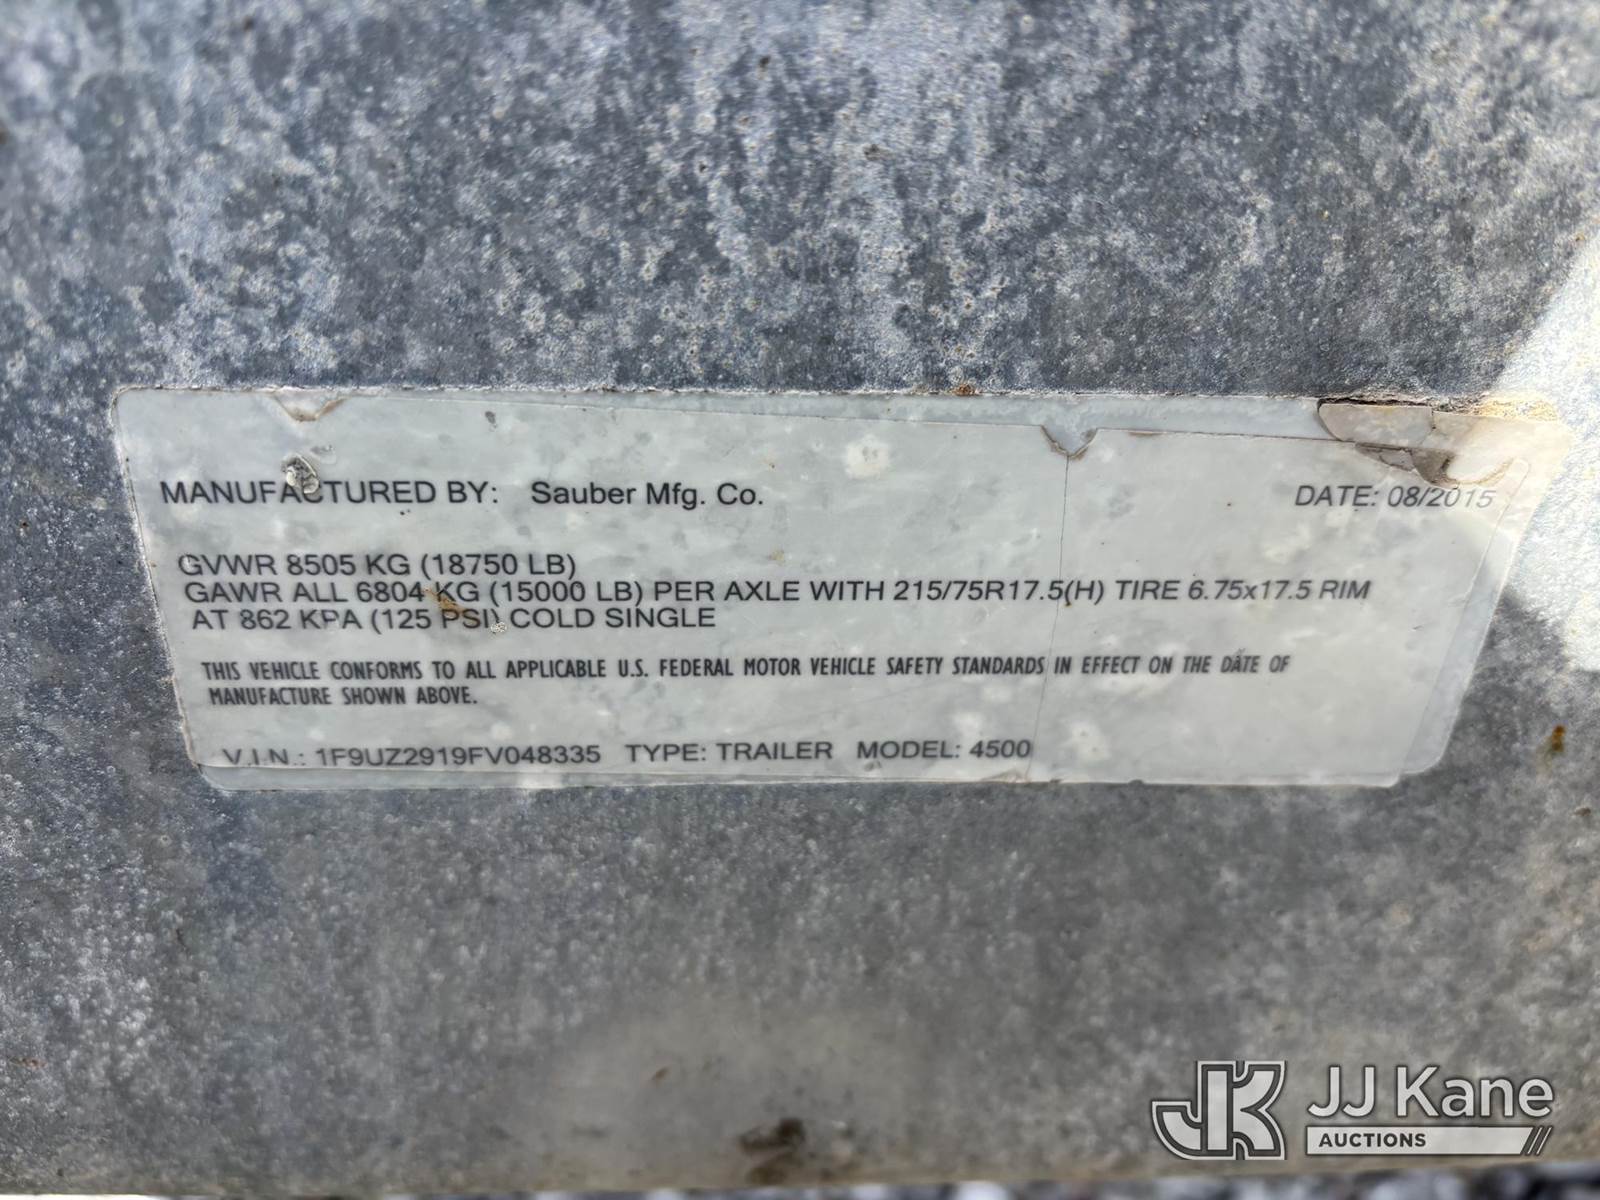 MANUFACTURED BY: Sauber Mfg. Co. DATE: 08/2015
GVWR 8505 KG (18750 LB)
GAWR ALL 6804 KG (15000 LB) PER AXLE WITH 215/75R17.5(H) TIRE 6.75x17.5 RIM
AT 862 KPA (125 PSI) COLD SINGLE
THIS VEHICLE CONFORMS TO ALL APPLICABLE U.S. FEDERAL MOTOR VEHICLE SAFETY STANDARDS IN EFFECT ON THE DATE OF
MANUFACTURE SHOWN ABOVE.
V.I.N.: 1F9UZ2919FV048335 TYPE: TRAILER MODEL: 4500
JK JJ Kane
AUCTIONS